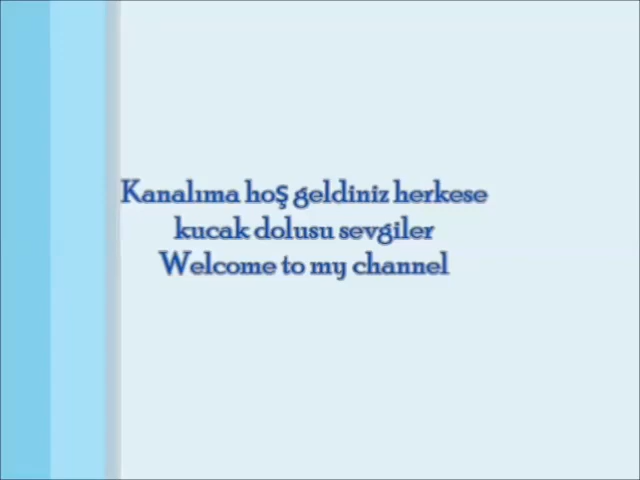 Kanalıma hoş geldiniz herkese
kucak dolusu sevgiler
Welcome to my channel